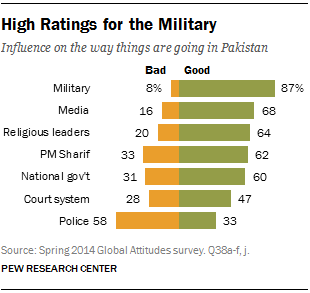 High Ratings for the Military
Influence on the way things are going in Pakistan
Bad Good
Military 8% 87%
Media 16 68
Religious leaders 20 64
PM Sharif 33 62
National gov't 31 60
Court system 28 47
Police 58 33
Source: Spring 2014 Global Attitudes survey. Q38a-f, j.
PEW RESEARCH CENTER